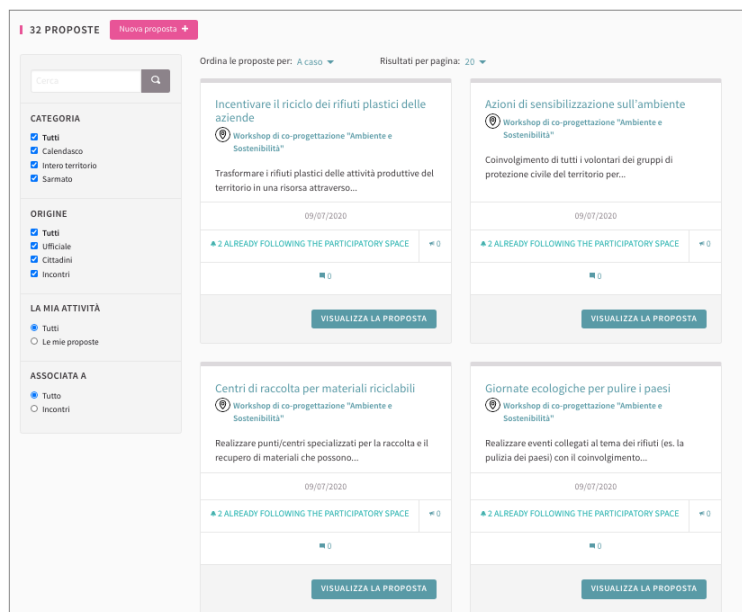 32 PROPOSTE
Nuova proposta +
Cerca
CATEGORIA
Tutti
Calendasco
Intero territorio
Sarmato
ORIGINE
Tutti
Ufficiale
Cittadini
Incontri
LA MIA ATTIVITÀ
Tutti
Le mie proposte
ASSOCIATA A
Tutto
Incontri
Ordina le proposte per: A caso
Risultati per pagina: 20
Incentivare il riciclo dei rifiuti plastici delle
aziende
Workshop di co-progettazione "Ambiente e
Sostenibilità"
Trasformare i rifiuti plastici delle attività produttive del
territorio in una risorsa attraverso...
09/07/2020
2 ALREADY FOLLOWING THE PARTICIPATORY SPACE
0
0
VISUALIZZA LA PROPOSTA
Azioni di sensibilizzazione sull'ambiente
Workshop di co-progettazione "Ambiente e
Sostenibilità"
Coinvolgimento di tutti i volontari dei gruppi di
protezione civile del territorio per...
09/07/2020
2 ALREADY FOLLOWING THE PARTICIPATORY SPACE
0
0
VISUALIZZA LA PROPOSTA
Centri di raccolta per materiali riciclabili
Workshop di co-progettazione "Ambiente e
Sostenibilità"
Realizzare punti/centri specializzati per la raccolta e il
recupero di materiali che possono...
09/07/2020
2 ALREADY FOLLOWING THE PARTICIPATORY SPACE
0
0
VISUALIZZA LA PROPOSTA
Giornate ecologiche per pulire i paesi
Workshop di co-progettazione "Ambiente e
Sostenibilità"
Realizzare eventi collegati al tema dei rifiuti (es. la
pulizia dei paesi) con il coinvolgimento...
09/07/2020
2 ALREADY FOLLOWING THE PARTICIPATORY SPACE
0
0
VISUALIZZA LA PROPOSTA